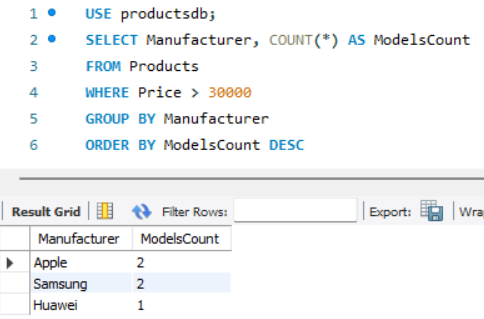 1 USE productsdb;
2 SELECT Manufacturer, COUNT(*) AS ModelsCount
3 FROM Products
4 WHERE Price > 30000
5 GROUP BY Manufacturer
6 ORDER BY ModelsCount DESC
Result Grid Filter Rows: Export: Wra
Manufacturer ModelsCount
Apple 2
Samsung 2
Huawei 1